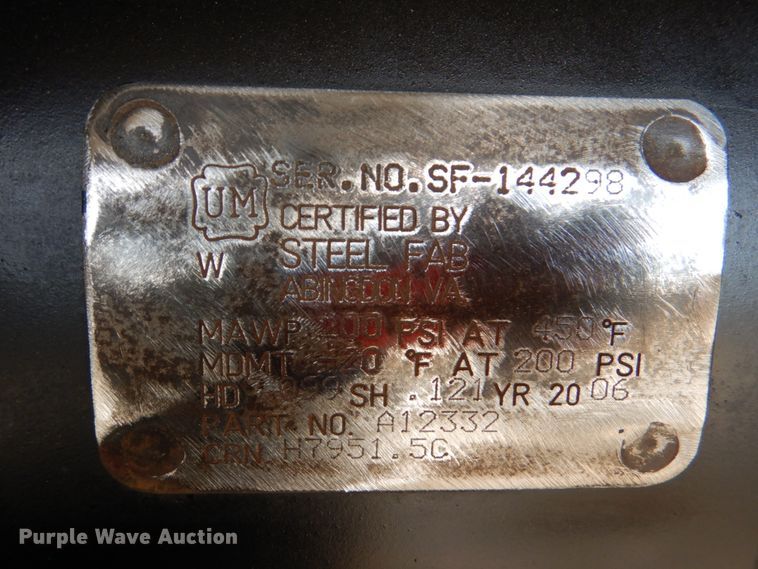 UM
SER. NO. SF-144298
CERTIFIED BY
W STEEL FAB
ABINGDON VA.
MAWP 200 PSI AT 450°F
MDMT -20 °F AT 200 PSI
HD .099 SH .121 YR 2006
PART NO. A12332
CRN. H7951.5C
Purple Wave Auction